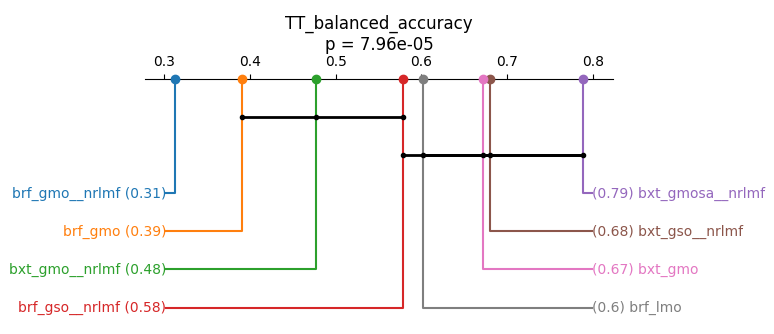 TT_balanced_accuracy
p = 7.96e-05
0.3 0.4 0.5 0.6 0.7 0.8
brf_gmo__nrlmf (0.31) (0.79) bxt_gmosa__nrlmf
brf_gmo (0.39) (0.68) bxt_gso__nrlmf
bxt_gmo__nrlmf (0.48) (0.67) bxt_gmo
brf_gso__nrlmf (0.58) (0.6) brf_lmo